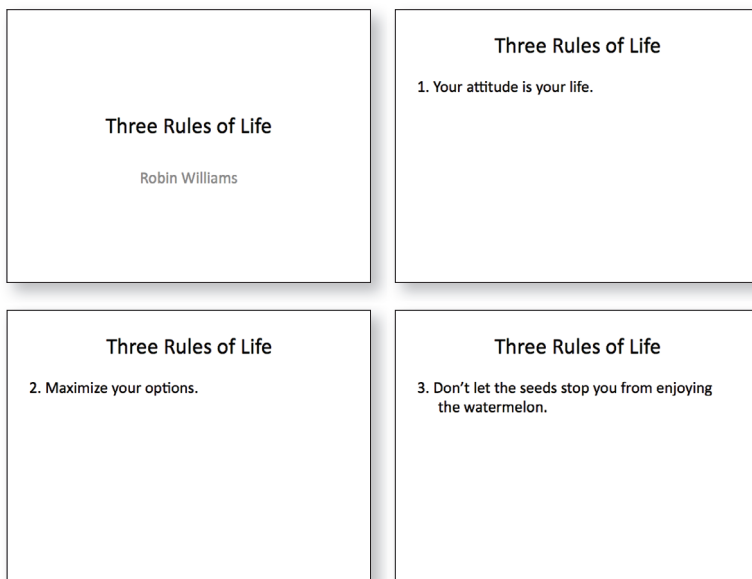 Three Rules of Life
Robin Williams
Three Rules of Life
1. Your attitude is your life.
Three Rules of Life
2. Maximize your options.
Three Rules of Life
3. Don’t let the seeds stop you from enjoying
the watermelon.